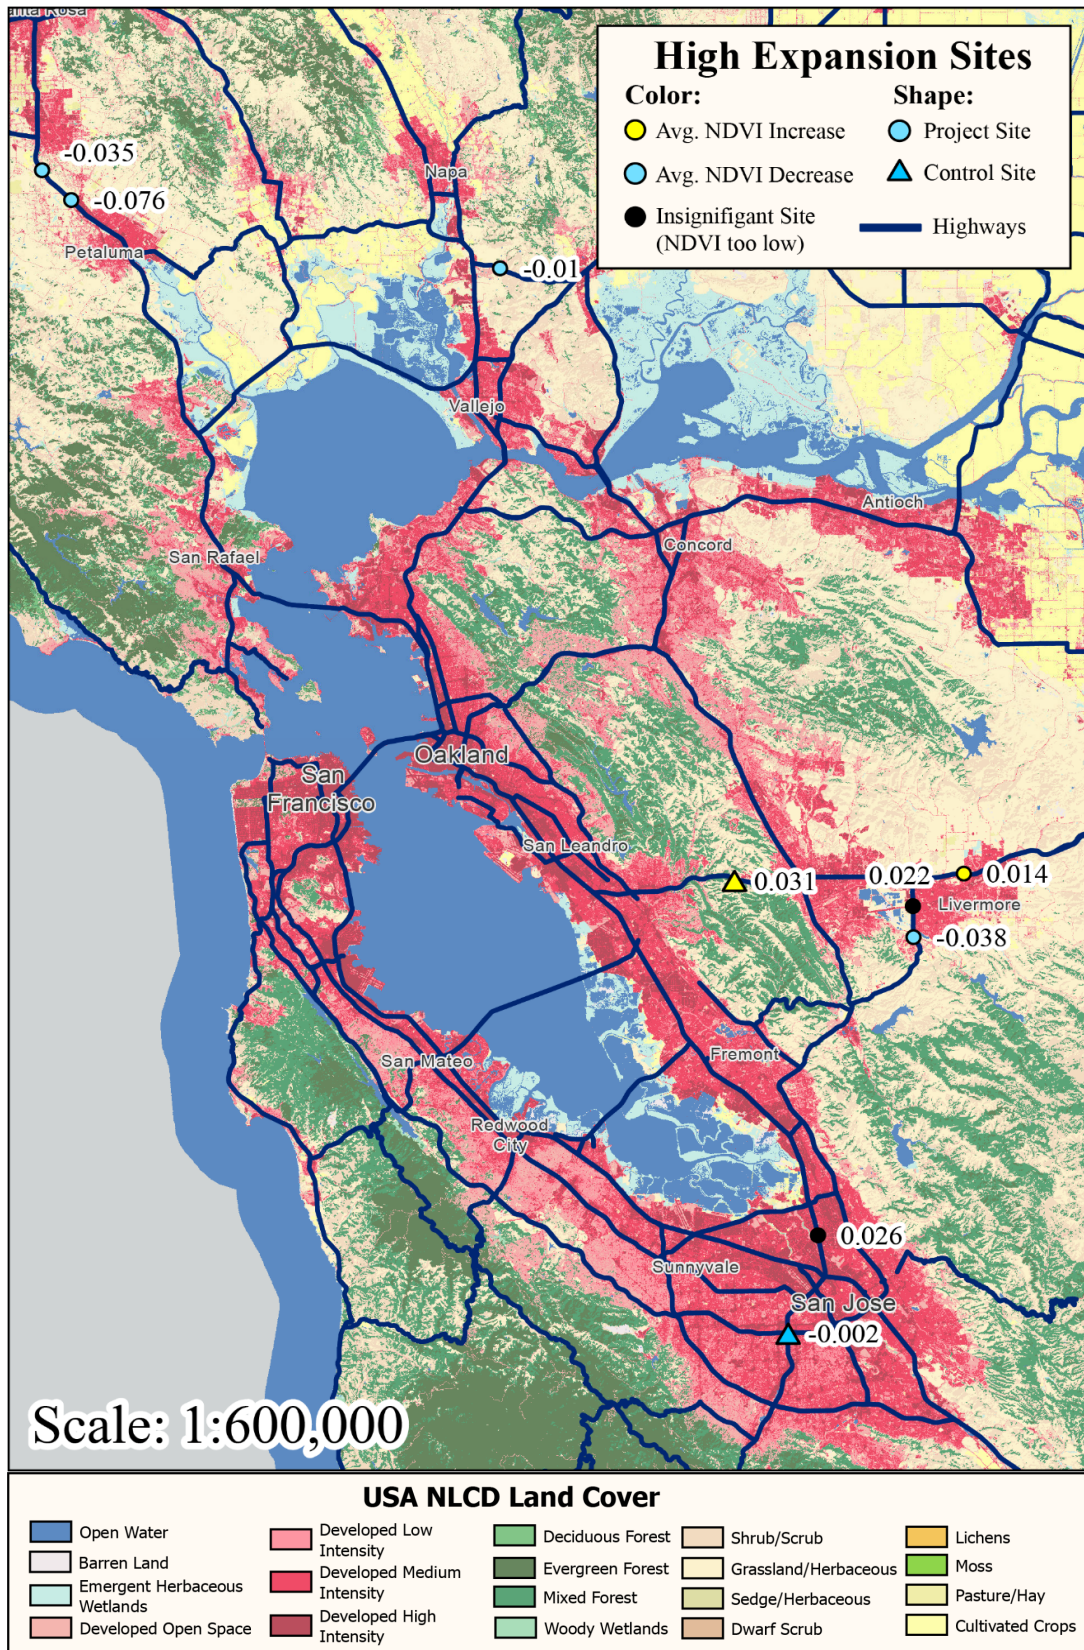 Santa Rosa
High Expansion Sites
Color:
Shape:
Avg. NDVI Increase
Project Site
Avg. NDVI Decrease
Control Site
Insignifigant Site
(NDVI too low)
Highways
-0.035
-0.076
Napa
Petaluma
-0.01
Vallejo
Antioch
Concord
San Rafael
Oakland
San
Francisco
San Leandro
0.031
0.022
0.014
Livermore
-0.038
Fremont
San Mateo
Redwood
City
0.026
Sunnyvale
San Jose
-0.002
Scale: 1:600,000
USA NLCD Land Cover
Open Water
Barren Land
Emergent Herbaceous
Wetlands
Developed Open Space
Developed Low
Intensity
Developed Medium
Intensity
Developed High
Intensity
Deciduous Forest
Evergreen Forest
Mixed Forest
Woody Wetlands
Shrub/Scrub
Grassland/Herbaceous
Sedge/Herbaceous
Dwarf Scrub
Lichens
Moss
Pasture/Hay
Cultivated Crops